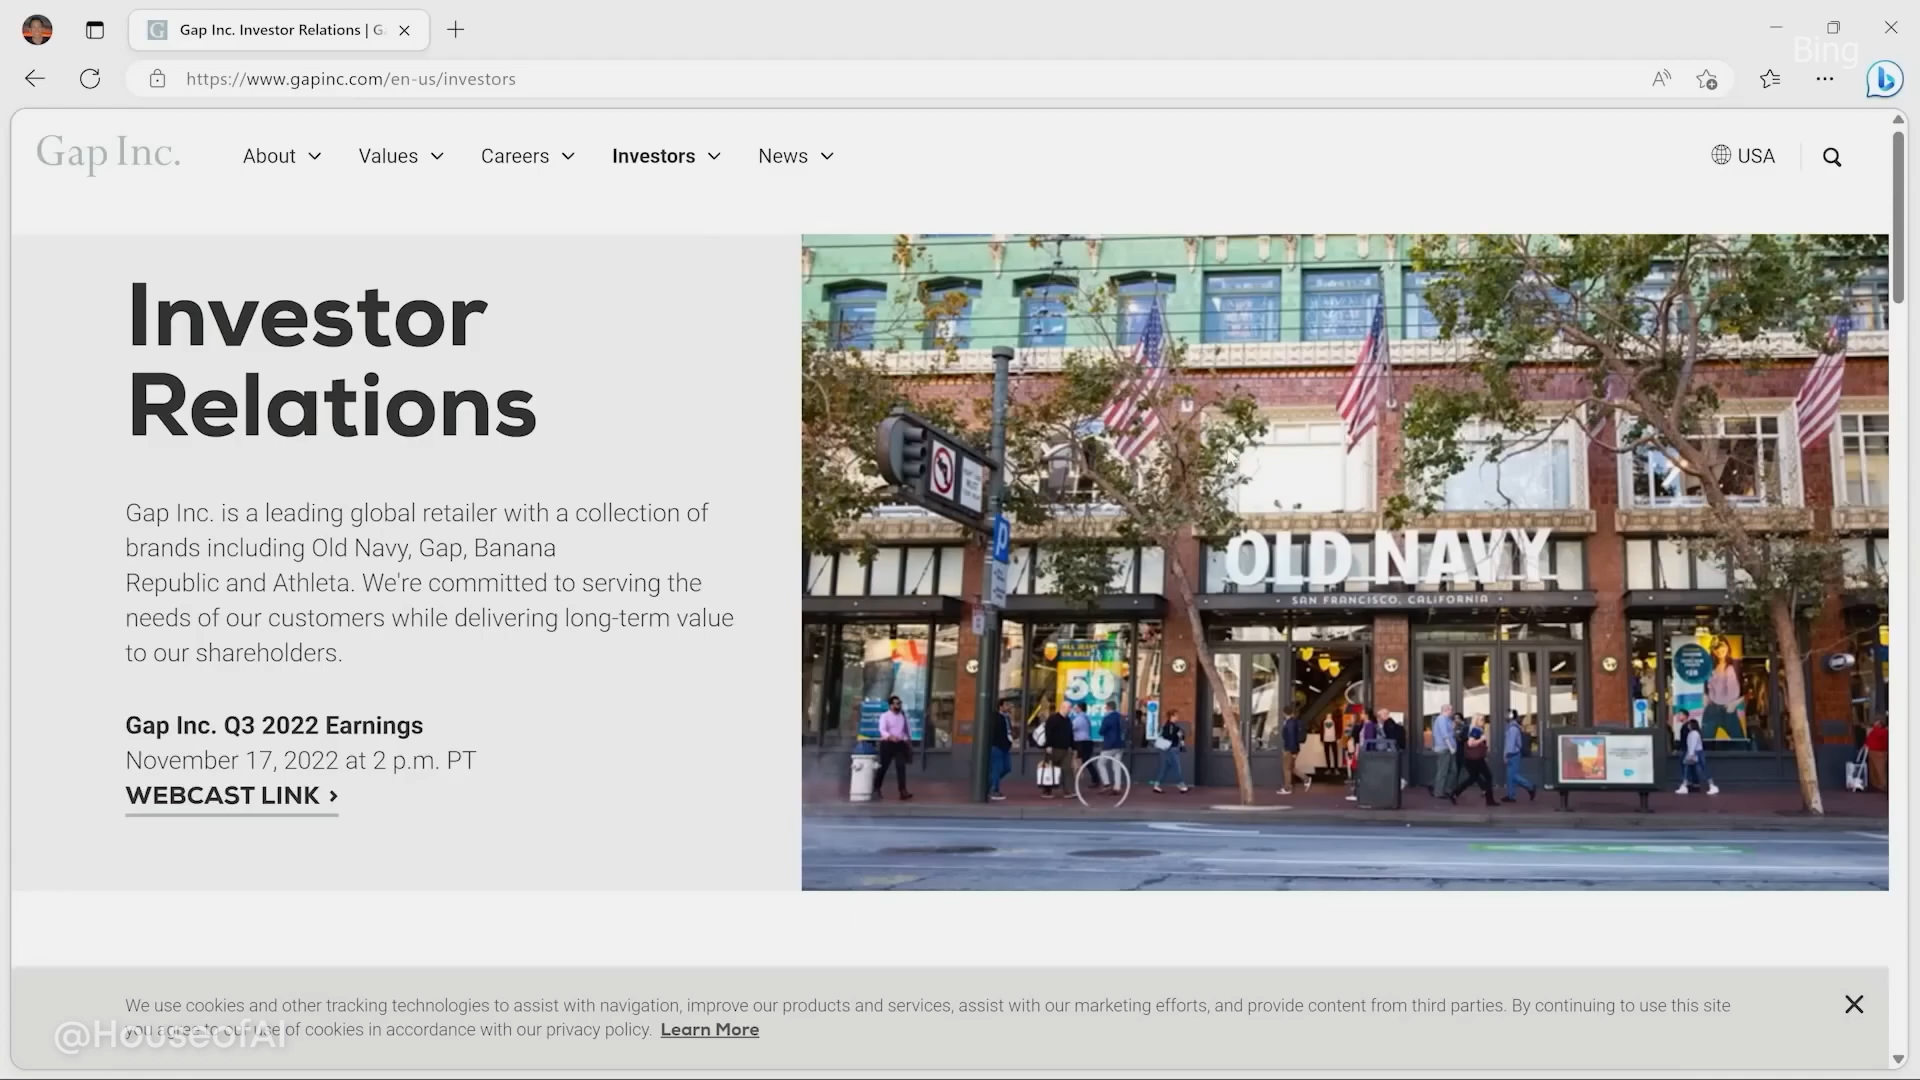 Gap Inc. Investor Relations | G
Bing
https://www.gapinc.com/en-us/investors
Gap Inc.
About
Values
Careers
Investors
News
USA
Investor
Relations
Gap Inc. is a leading global retailer with a collection of
brands including Old Navy, Gap, Banana
Republic and Athleta. We're committed to serving the
needs of our customers while delivering long-term value
to our shareholders.
Gap Inc. Q3 2022 Earnings
November 17, 2022 at 2 p.m. PT
WEBCAST LINK
OLD NAVY
SAN FRANCISCO, CALIFORNIA
50
P
We use cookies and other tracking technologies to assist with navigation, improve our products and services, assist with our marketing efforts, and provide content from third parties. By continuing to use this site
you agree to our use of cookies in accordance with our privacy policy. Learn More
@HouseofAI